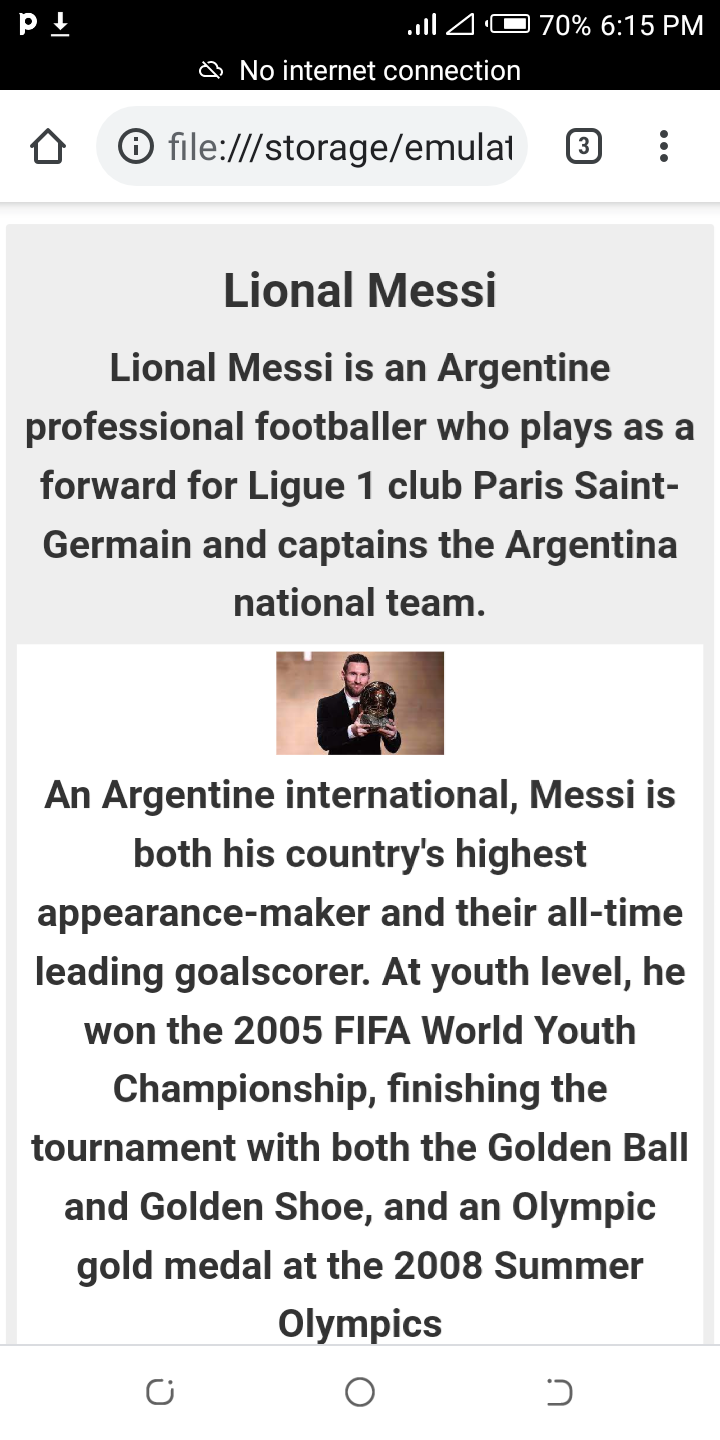 70% 6:15 PM
No internet connection
file:///storage/emulat
3
Lional Messi
Lional Messi is an Argentine
professional footballer who plays as a
forward for Ligue 1 club Paris Saint-
Germain and captains the Argentina
national team.
An Argentine international, Messi is
both his country's highest
appearance-maker and their all-time
leading goalscorer. At youth level, he
won the 2005 FIFA World Youth
Championship, finishing the
tournament with both the Golden Ball
and Golden Shoe, and an Olympic
gold medal at the 2008 Summer
Olympics